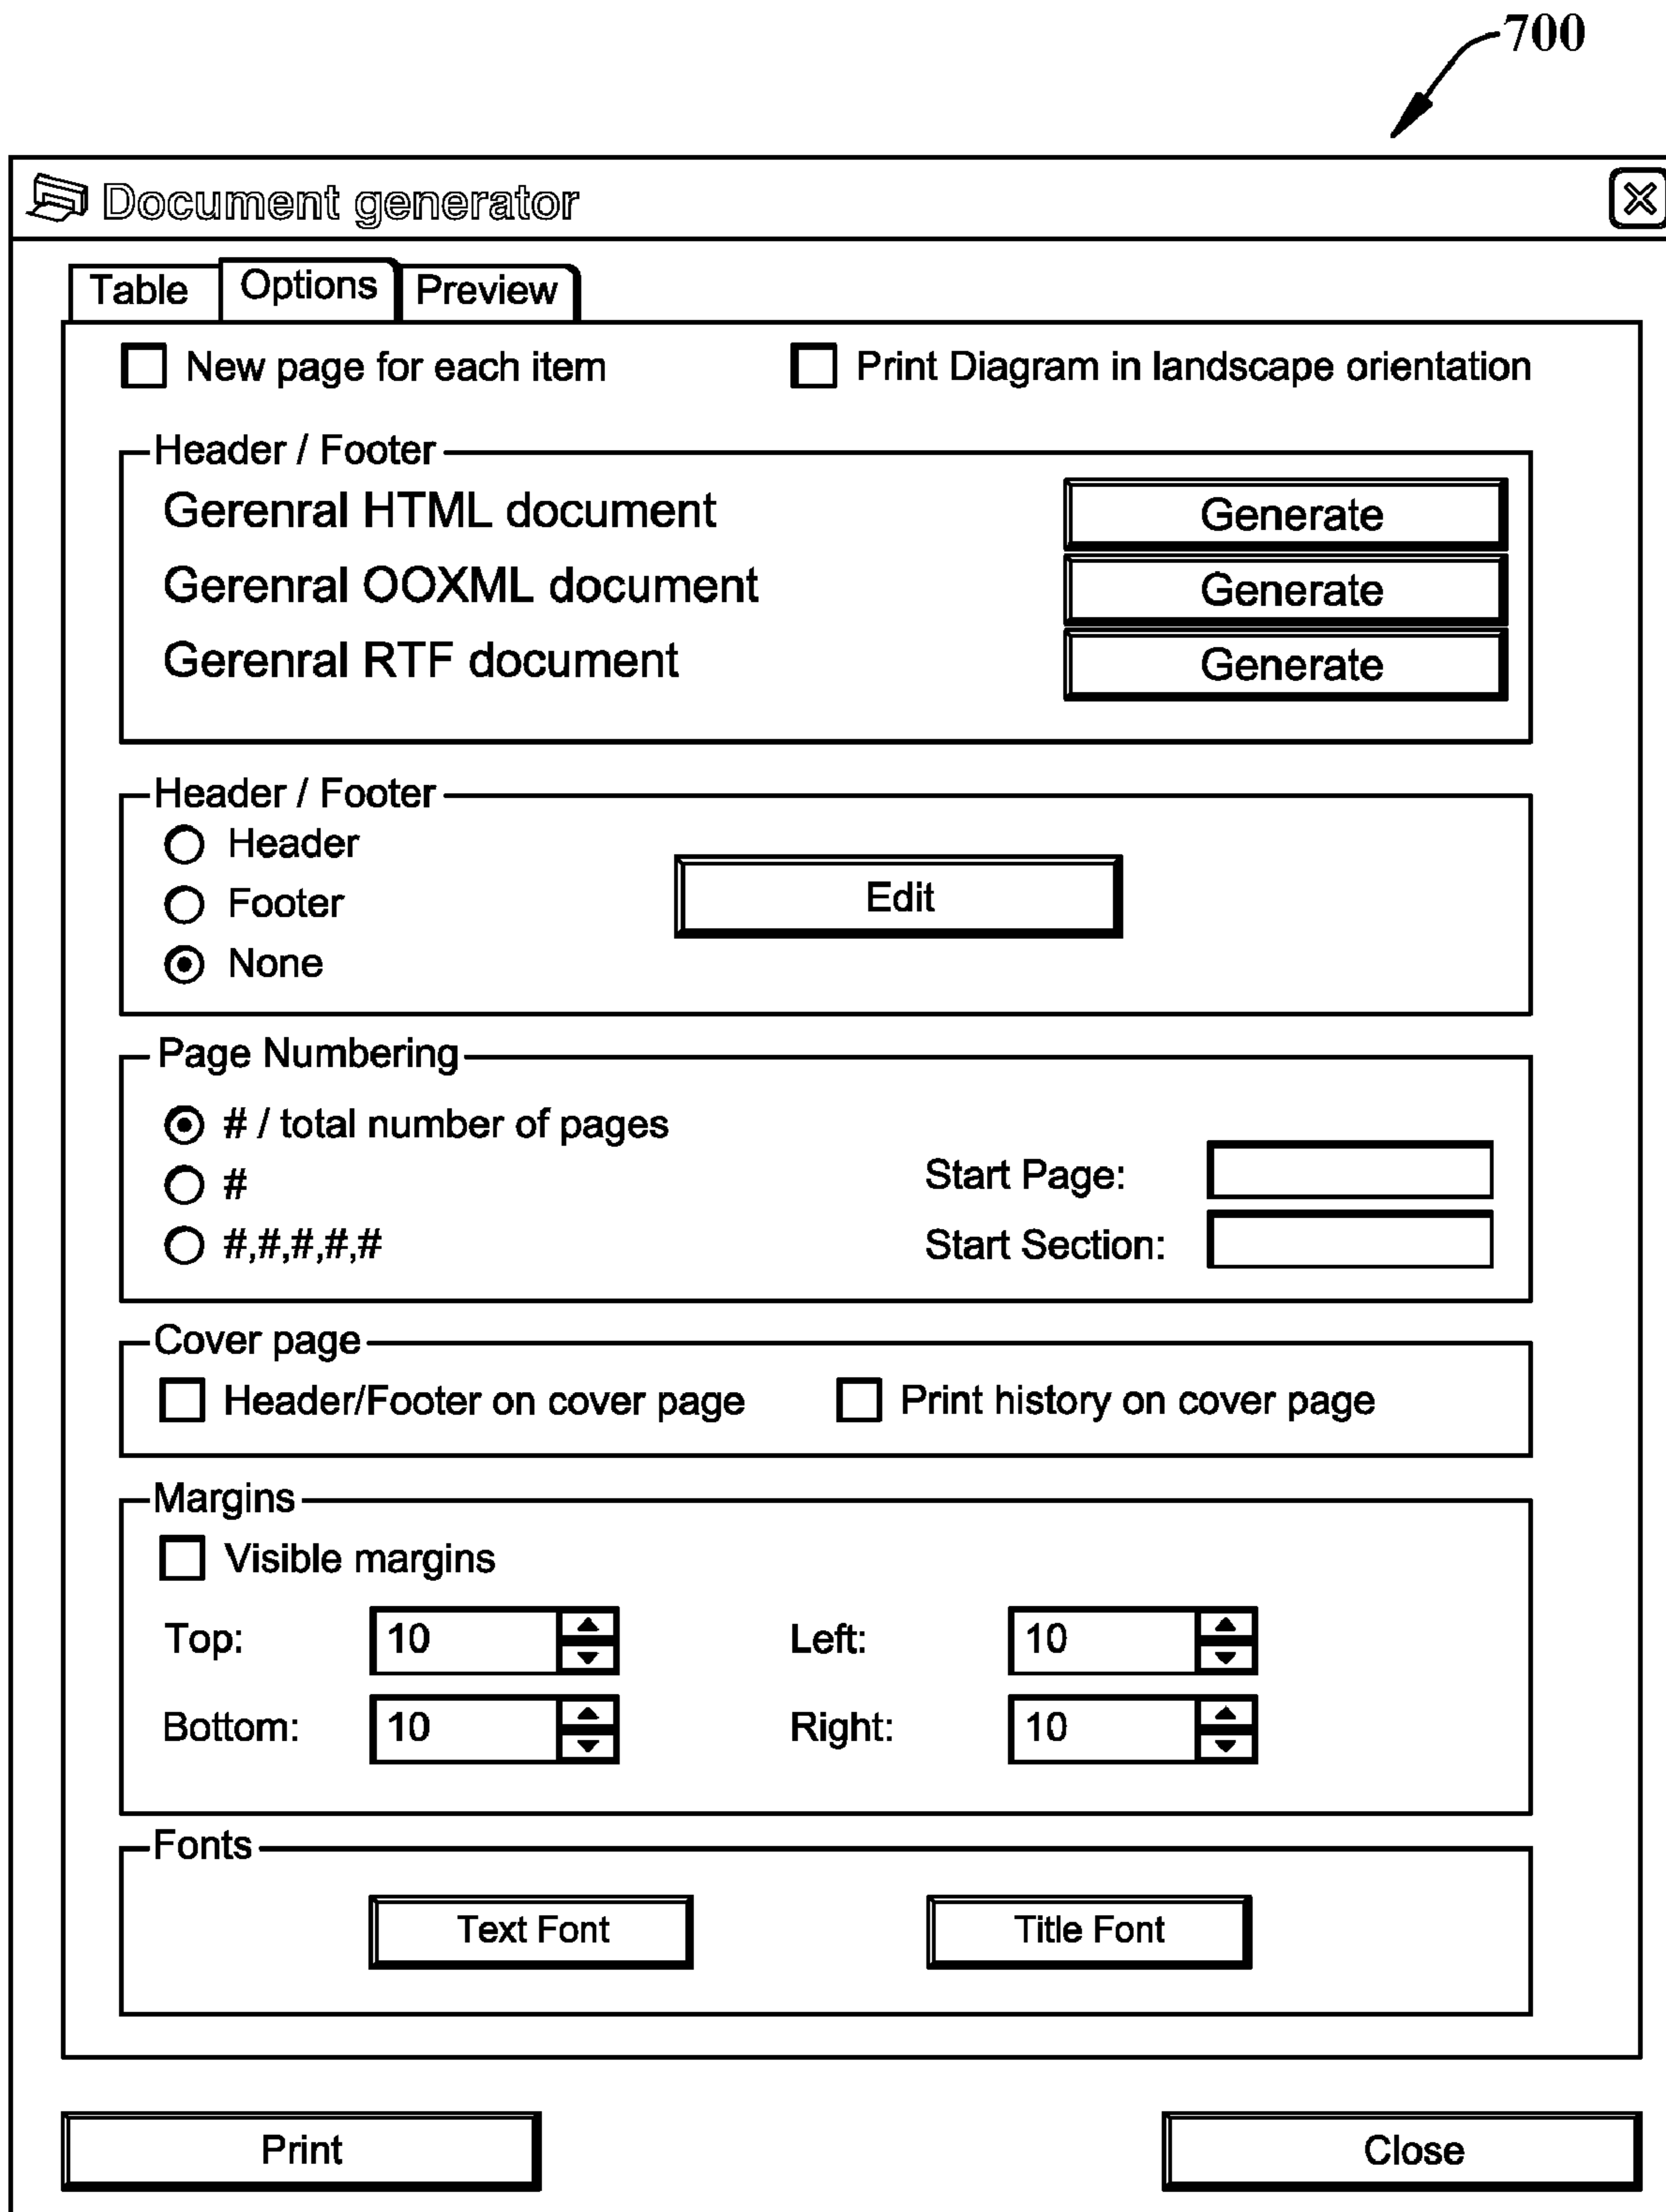 700
Document generator
Table Options Preview
New page for each item Print Diagram in landscape orientation
Header / Footer
Gerenral HTML document Generate
Gerenral OOXML document Generate
Gerenral RTF document Generate
Header / Footer
Header
Footer Edit
None
Page Numbering
# / total number of pages
# Start Page:
#,#,#,#,# Start Section:
Cover page
Header/Footer on cover page Print history on cover page
Margins
Visible margins
Top: 10 Left: 10
Bottom: 10 Right: 10
Fonts
Text Font Title Font
Print Close